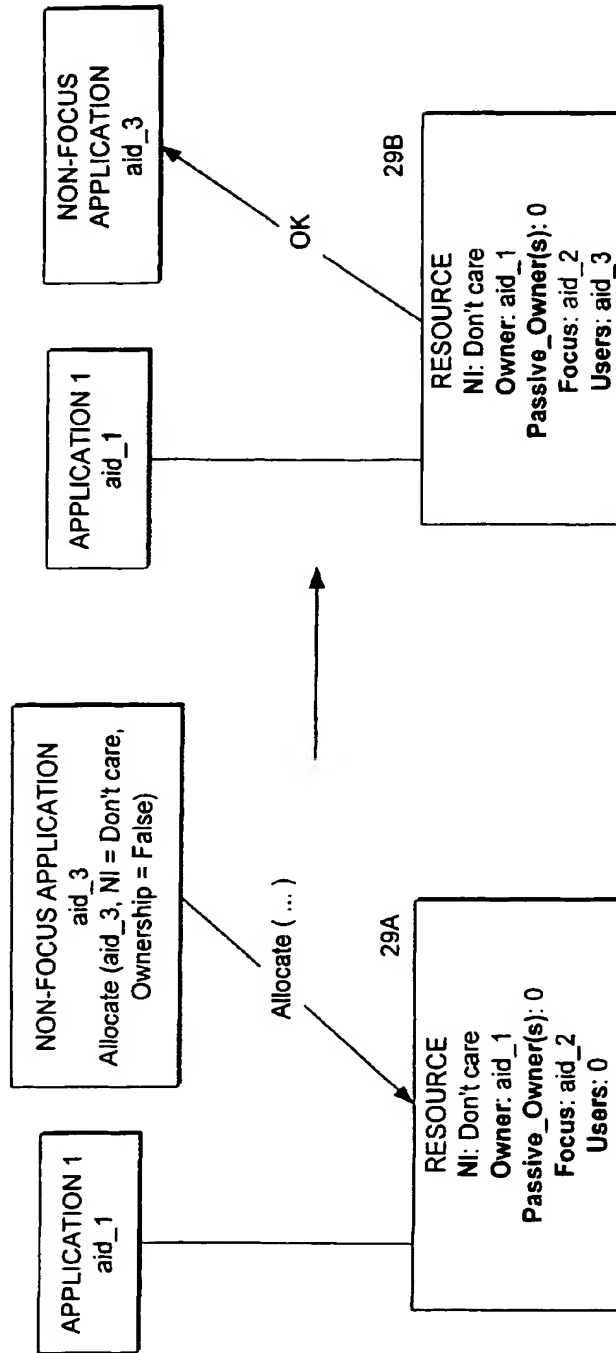 APPLICATION 1
aid_1
NON-FOCUS APPLICATION
aid_3
Allocate (aid_3, NI = Don't care,
Ownership = False)
Allocate ( ... )
29A
RESOURCE
NI: Don't care
Owner: aid_1
Passive_Owner(s): 0
Focus: aid_2
Users: 0
APPLICATION 1
aid_1
NON-FOCUS
APPLICATION
aid_3
OK
29B
RESOURCE
NI: Don't care
Owner: aid_1
Passive_Owner(s): 0
Focus: aid_2
Users: aid_3